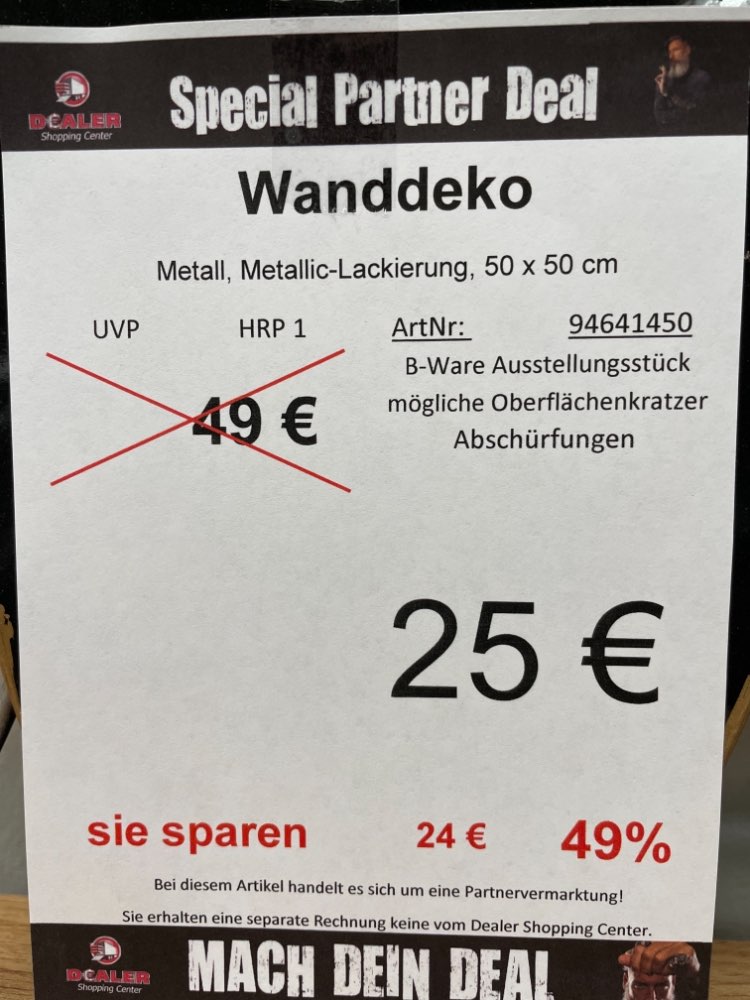 DEALER
Shopping Center
Special Partner Deal
Wanddeko
Metall, Metallic-Lackierung, 50 x 50 cm
UVP HRP 1 ArtNr: 94641450
B-Ware Ausstellungsstück
49 € mögliche Oberflächenkratzer
Abschürfungen
25 €
sie sparen 24 € 49%
Bei diesem Artikel handelt es sich um eine Partnervermarktung!
Sie erhalten eine separate Rechnung keine vom Dealer Shopping Center.
DEALER
Shopping Center
MACH DEIN DEAL